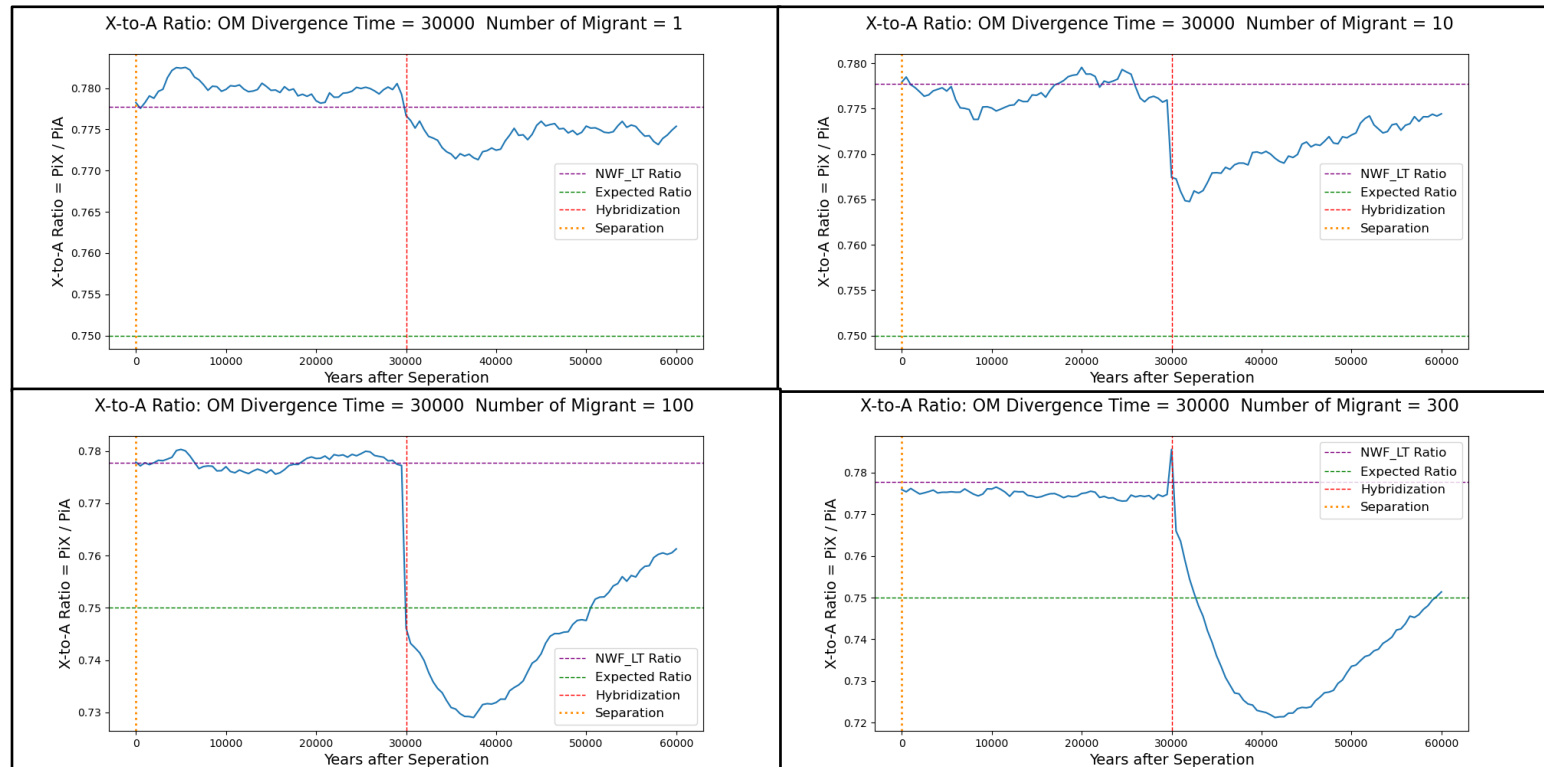 X-to-A Ratio: OM Divergence Time = 30000  Number of Migrant = 1
0.780
0.775
0.770
0.765
0.760
0.755
0.750
X-to-A Ratio = PiX / PiA
NWF_LT Ratio
Expected Ratio
Hybridization
Separation
0 10000 20000 30000 40000 50000 60000
Years after Seperation
X-to-A Ratio: OM Divergence Time = 30000  Number of Migrant = 10
0.780
0.775
0.770
0.765
0.760
0.755
0.750
X-to-A Ratio = PiX / PiA
NWF_LT Ratio
Expected Ratio
Hybridization
Separation
0 10000 20000 30000 40000 50000 60000
Years after Seperation
X-to-A Ratio: OM Divergence Time = 30000  Number of Migrant = 100
0.78
0.77
0.76
0.75
0.74
0.73
X-to-A Ratio = PiX / PiA
NWF_LT Ratio
Expected Ratio
Hybridization
Separation
0 10000 20000 30000 40000 50000 60000
Years after Seperation
X-to-A Ratio: OM Divergence Time = 30000  Number of Migrant = 300
0.78
0.77
0.76
0.75
0.74
0.73
0.72
X-to-A Ratio = PiX / PiA
NWF_LT Ratio
Expected Ratio
Hybridization
Separation
0 10000 20000 30000 40000 50000 60000
Years after Seperation